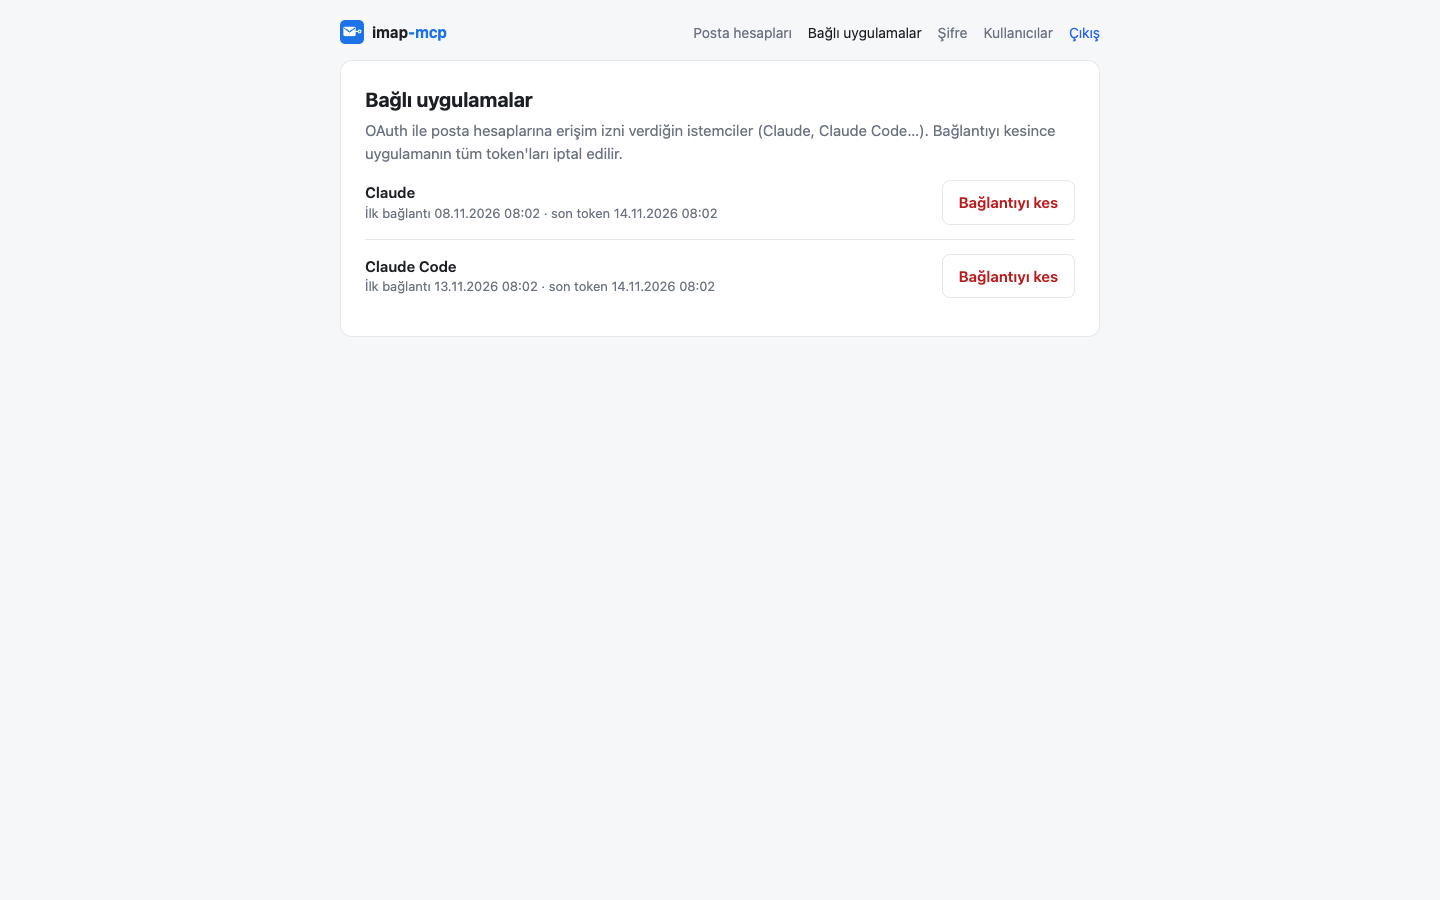 imap-mcp
Posta hesapları
Bağlı uygulamalar
Şifre
Kullanıcılar
Çıkış
Bağlı uygulamalar
OAuth ile posta hesaplarına erişim izni verdiğin istemciler (Claude, Claude Code…). Bağlantıyı kesince
uygulamanın tüm token'ları iptal edilir.
Claude
İlk bağlantı 08.11.2026 08:02 · son token 14.11.2026 08:02
Bağlantıyı kes
Claude Code
İlk bağlantı 13.11.2026 08:02 · son token 14.11.2026 08:02
Bağlantıyı kes